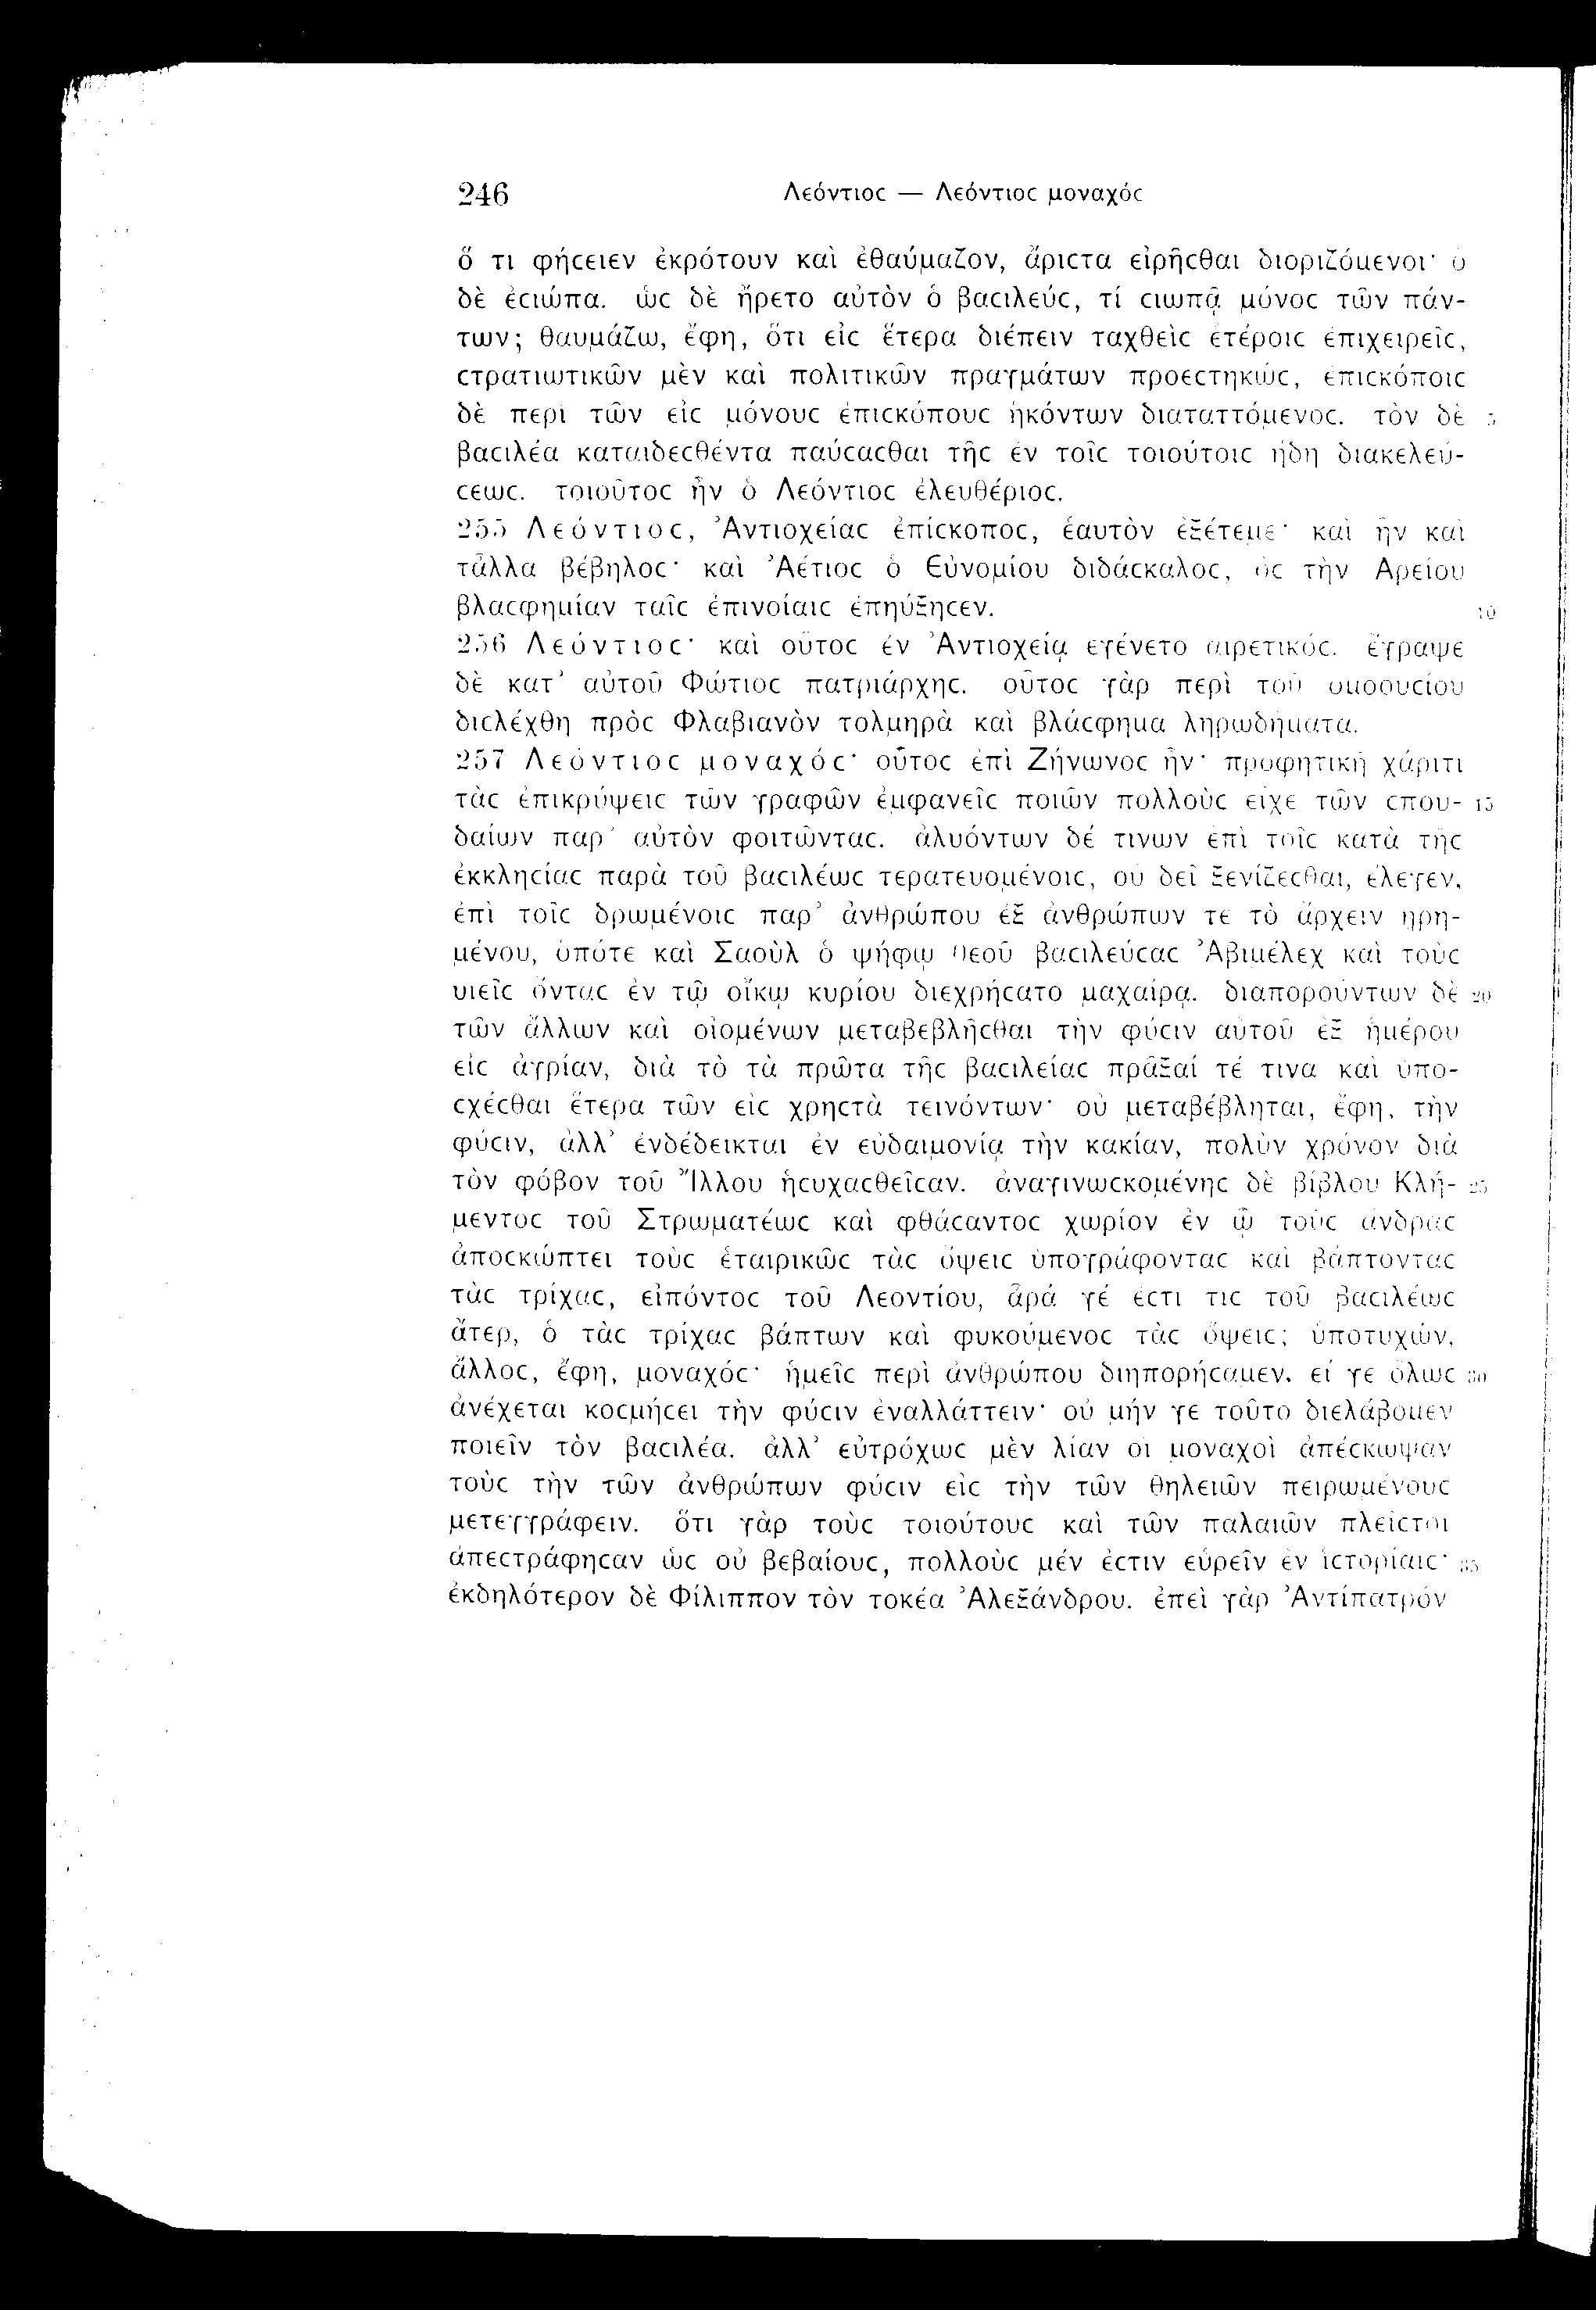 246 Λεόντιοϲ — Λεόντιοϲ μοναχόϲ
ὅ τι φήϲειεν ἐκρότουν καὶ ἐθαύμαζον, ἄριϲτα εἰρῆϲθαι διοριζόμενοι· ὁ
δὲ ἐϲιώπα. ὡϲ δὲ ἤρετο αὐτὸν ὁ βαϲιλεύϲ, τί ϲιωπᾷ μόνοϲ τῶν πάν-
των; θαυμάζω, ἔφη, ὅτι εἰϲ ἕτερα διέπειν ταχθεὶϲ ἑτέροιϲ ἐπιχειρεῖϲ,
ϲτρατιωτικῶν μὲν καὶ πολιτικῶν πραγμάτων προεϲτηκώϲ, ἐπιϲκόποιϲ
δὲ περὶ τῶν εἰϲ μόνουϲ ἐπιϲκόπουϲ ἡκόντων διαταττόμενοϲ. τὸν δὲ 5
βαϲιλέα καταιδεϲθέντα παύϲαϲθαι τῆϲ ἐν τοῖϲ τοιούτοιϲ ἤδη διακελεύ-
ϲεωϲ. τοιοῦτοϲ ἦν ὁ Λεόντιοϲ ἐλευθέριοϲ.
255 Λεόντιοϲ, Ἀντιοχείαϲ ἐπίϲκοποϲ, ἑαυτὸν ἐξέτεμε· καὶ ἦν καὶ
τἄλλα βέβηλοϲ· καὶ Ἀέτιοϲ ὁ Εὐνομίου διδάϲκαλοϲ, ὃϲ τὴν Ἀρείου
βλαϲφημίαν ταῖϲ ἐπινοίαιϲ ἐπηύξηϲεν. 10
256 Λεόντιοϲ· καὶ οὗτοϲ ἐν Ἀντιοχείᾳ ἐγένετο αἱρετικόϲ. ἔγραψε
δὲ κατ’ αὐτοῦ Φώτιοϲ πατριάρχηϲ. οὗτοϲ γὰρ περὶ τοῦ ὁμοουϲίου
διελέχθη πρὸϲ Φλαβιανὸν τολμηρὰ καὶ βλάϲφημα ληρωδήματα.
257 Λεόντιοϲ μοναχόϲ· οὗτοϲ ἐπὶ Ζήνωνοϲ ἦν· προφητικῇ χάριτι
τὰϲ ἐπικρύψειϲ τῶν γραφῶν ἐμφανεῖϲ ποιῶν πολλοὺϲ εἶχε τῶν ϲπου- 15
δαίων παρ’ αὐτὸν φοιτῶνταϲ. ἀλυόντων δέ τινων ἐπὶ τοῖϲ κατὰ τῆϲ
ἐκκληϲίαϲ παρὰ τοῦ βαϲιλέωϲ τερατευομένοιϲ, οὐ δεῖ ξενίζεϲθαι, ἔλεγεν,
ἐπὶ τοῖϲ δρωμένοιϲ παρ’ ἀνθρώπου ἐξ ἀνθρώπων τε τὸ ἄρχειν ᾑρη-
μένου, ὁπότε καὶ Σαοὺλ ὁ ψήφῳ θεοῦ βαϲιλεύϲαϲ Ἀβιμέλεχ καὶ τοὺϲ
υἱεῖϲ ὄνταϲ ἐν τῷ οἴκῳ κυρίου διεχρήϲατο μαχαίρᾳ. διαπορούντων δὲ 20
τῶν ἄλλων καὶ οἰομένων μεταβεβλῆϲθαι τὴν φύϲιν αὐτοῦ ἐξ ἡμέρου
εἰϲ ἀγρίαν, διὰ τὸ τὰ πρῶτα τῆϲ βαϲιλείαϲ πρᾶξαί τέ τινα καὶ ὑπο-
ϲχέϲθαι ἕτερα τῶν εἰϲ χρηϲτὰ τεινόντων· οὐ μεταβέβληται, ἔφη, τὴν
φύϲιν, ἀλλ’ ἐνδέδεικται ἐν εὐδαιμονίᾳ τὴν κακίαν, πολὺν χρόνον διὰ
τὸν φόβον τοῦ Ἴλλου ἡϲυχαϲθεῖϲαν. ἀναγινωϲκομένηϲ δὲ βίβλου Κλή- 25
μεντοϲ τοῦ Στρωματέωϲ καὶ φθάϲαντοϲ χωρίον ἐν ᾧ τοὺϲ ἄνδραϲ
ἀποϲκώπτει τοὺϲ ἑταιρικῶϲ τὰϲ ὄψειϲ ὑπογράφονταϲ καὶ βάπτονταϲ
τὰϲ τρίχαϲ, εἰπόντοϲ τοῦ Λεοντίου, ἆρά γέ ἐϲτι τιϲ τοῦ βαϲιλέωϲ
ἄτερ, ὁ τὰϲ τρίχαϲ βάπτων καὶ φυκούμενοϲ τὰϲ ὄψειϲ; ὑποτυχών,
ἄλλοϲ, ἔφη, μοναχόϲ· ἡμεῖϲ περὶ ἀνθρώπου διηπορήϲαμεν, εἴ γε ὅλωϲ 30
ἀνέχεται κοϲμήϲει τὴν φύϲιν ἐναλλάττειν· οὐ μήν γε τοῦτο διελάβομεν
ποιεῖν τὸν βαϲιλέα. ἀλλ’ εὐτρόχωϲ μὲν λίαν οἱ μοναχοὶ ἀπέϲκωψαν
τοὺϲ τὴν τῶν ἀνθρώπων φύϲιν εἰϲ τὴν τῶν θηλειῶν πειρωμένουϲ
μετεγγράφειν. ὅτι γὰρ τοὺϲ τοιούτουϲ καὶ τῶν παλαιῶν πλεῖϲτοι
ἀπεϲτράφηϲαν ὡϲ οὐ βεβαίουϲ, πολλοὺϲ μέν ἐϲτιν εὑρεῖν ἐν ἱϲτορίαιϲ· 35
ἐκδηλότερον δὲ Φίλιππον τὸν τοκέα Ἀλεξάνδρου. ἐπεὶ γὰρ Ἀντίπατρόν